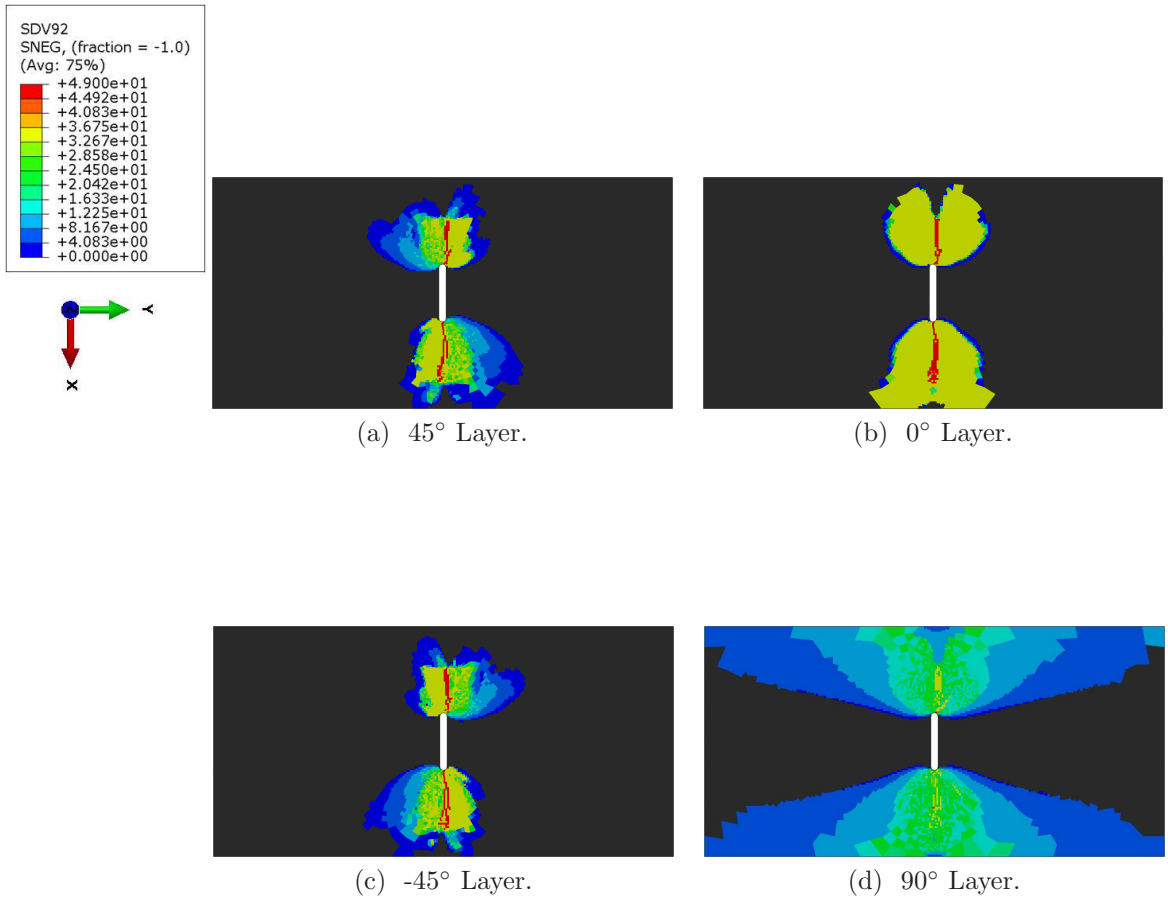 SDV92
SNEG, (fraction = -1.0)
(Avg: 75%)
+4.900e+01
+4.492e+01
+4.083e+01
+3.675e+01
+3.267e+01
+2.858e+01
+2.450e+01
+2.042e+01
+1.633e+01
+1.225e+01
+8.167e+00
+4.083e+00
+0.000e+00
Z
Y
X
(a) 45° Layer.
(b) 0° Layer.
(c) -45° Layer.
(d) 90° Layer.